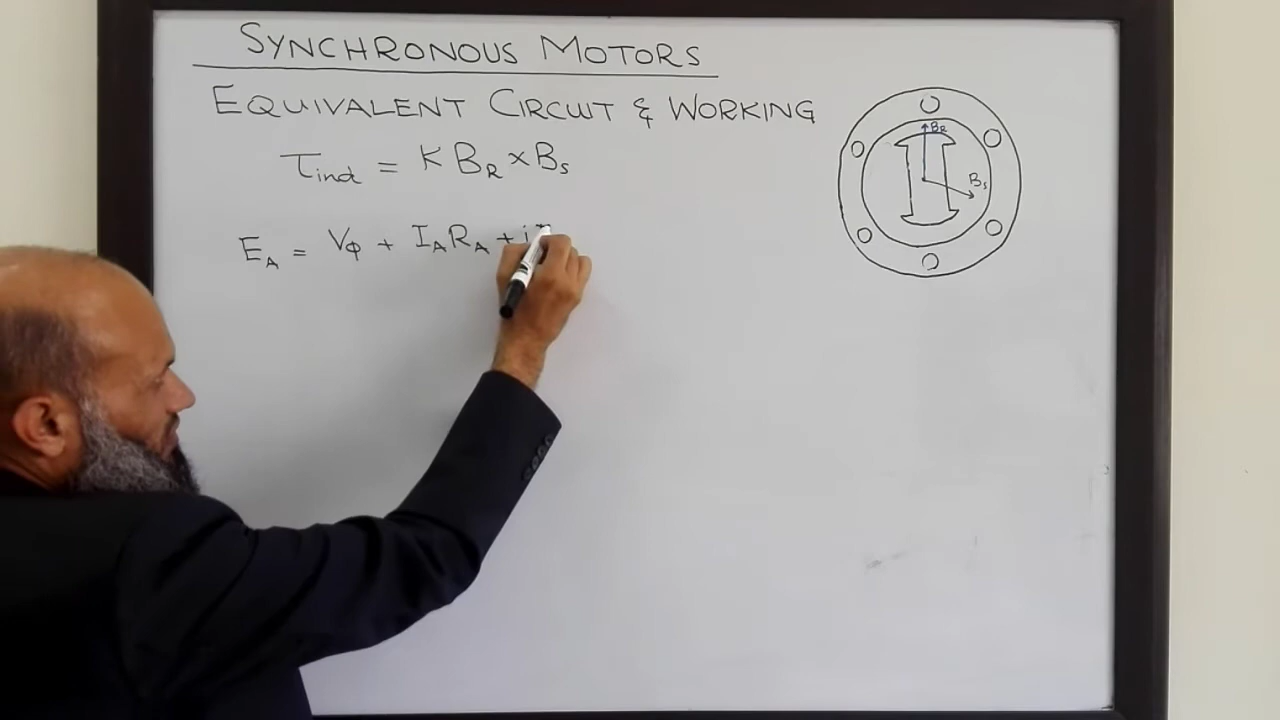 SYNCHRONOUS MOTORS
EQUIVALENT CIRCUIT & WORKING
τind = K BR × BS
EA = Vφ + IARA + j
BR
Bs